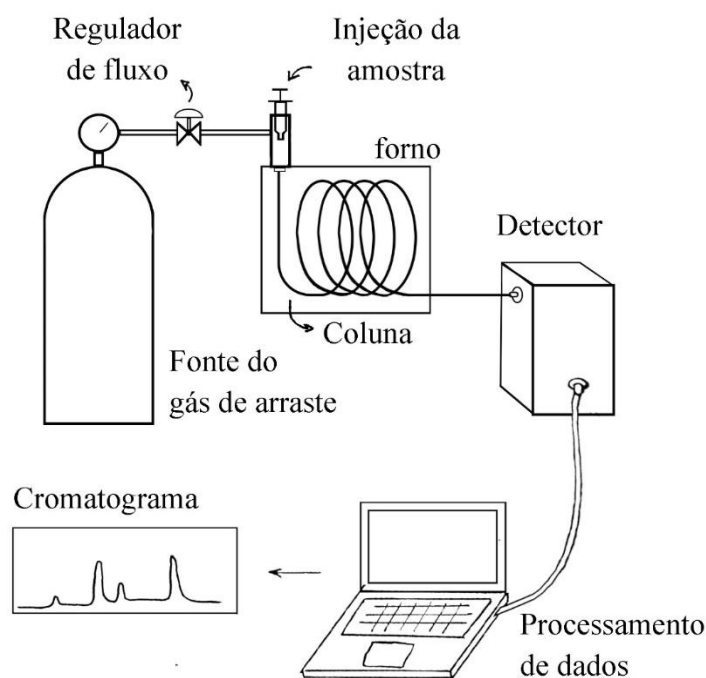 Regulador
de fluxo
Injeção da
amostra
forno
Detector
Coluna
Fonte do
gás de arraste
Cromatograma
Processamento
de dados